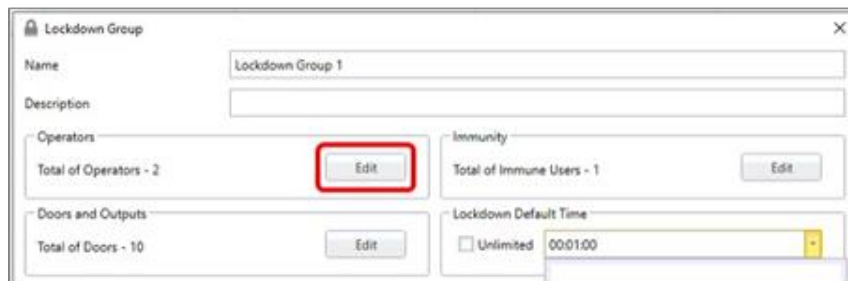 Lockdown Group
Name Lockdown Group 1
Description
Operators Immunity
Total of Operators - 2 Edit Total of Immune Users - 1 Edit
Doors and Outputs Lockdown Default Time
Total of Doors - 10 Edit Unlimited 00:01:00